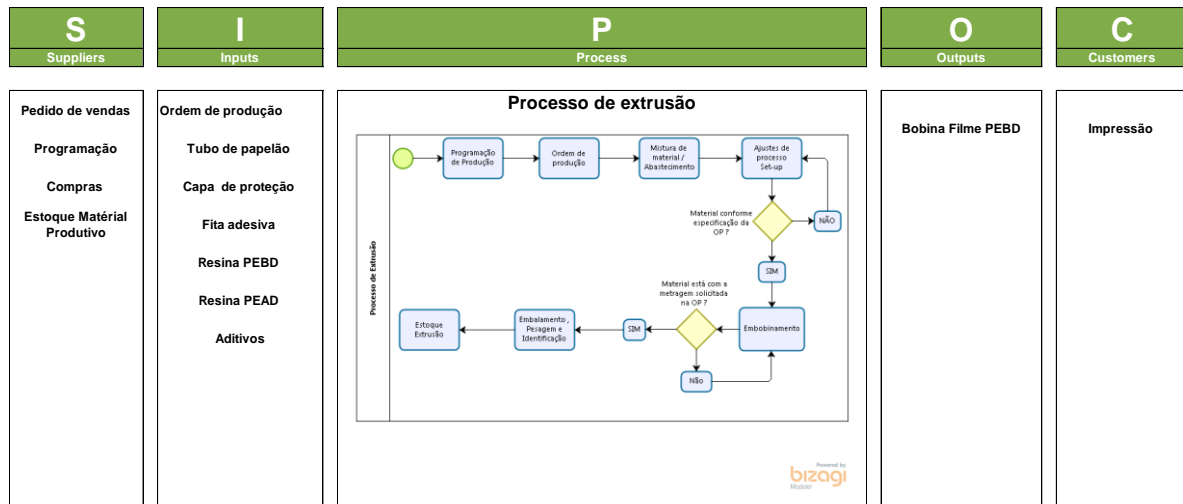 S
Suppliers
I
Inputs
P
Process
O
Outputs
C
Customers
Pedido de vendas
Programação
Compras
Estoque Matérial
Produtivo
Ordem de produção
Tubo de papelão
Capa de proteção
Fita adesiva
Resina PEBD
Resina PEAD
Aditivos
Processo de extrusão
Processo de Extrusão
Programação
de Produção
Ordem de
produção
Mistura de
material /
Abastecimento
Ajustes de
processo
Set-up
Material conforme
especificação da
OP ?
NÃO
SIM
Material está com a
metragem solicitada
na OP ?
Embobinamento
SIM
Não
Embalamento ,
Pesagem e
Identificação
Estoque
Extrusão
Powered by
bizagi
Modeler
Bobina Filme PEBD
Impressão